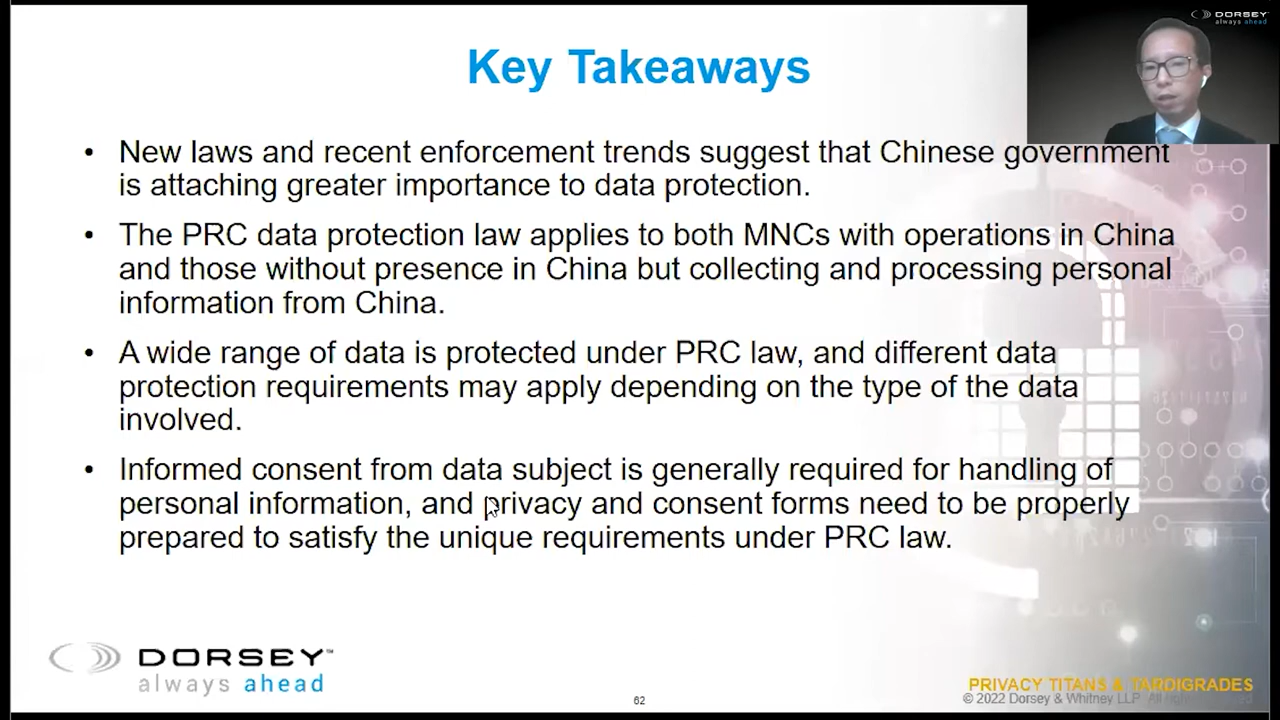 DORSEY
always ahead
Key Takeaways
• New laws and recent enforcement trends suggest that Chinese government
is attaching greater importance to data protection.
• The PRC data protection law applies to both MNCs with operations in China
and those without presence in China but collecting and processing personal
information from China.
• A wide range of data is protected under PRC law, and different data
protection requirements may apply depending on the type of the data
involved.
• Informed consent from data subject is generally required for handling of
personal information, and privacy and consent forms need to be properly
prepared to satisfy the unique requirements under PRC law.
DORSEY™
always ahead
62
PRIVACY TITANS & TARDIGRADES
© 2022 Dorsey & Whitney LLP. All rights